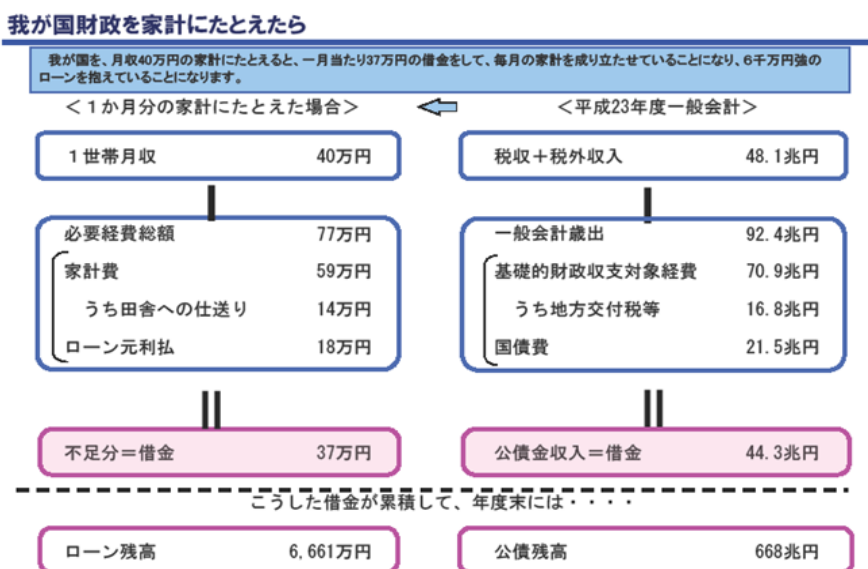 我が国財政を家計にたとえたら
我が国を、月収40万円の家計にたとえると、一月当たり37万円の借金をして、毎月の家計を成り立たせていることになり、6千万円強の
ローンを抱えていることになります。
＜１か月分の家計にたとえた場合＞ ＜平成23年度一般会計＞
１世帯月収 40万円 税収＋税外収入 48.1兆円
必要経費総額 77万円 一般会計歳出 92.4兆円
家計費 59万円 基礎的財政収支対象経費 70.9兆円
うち田舎への仕送り 14万円 うち地方交付税等 16.8兆円
ローン元利払 18万円 国債費 21.5兆円
不足分＝借金 37万円 公債金収入＝借金 44.3兆円
こうした借金が累積して、年度末には・・・・
ローン残高 6,661万円 公債残高 668兆円